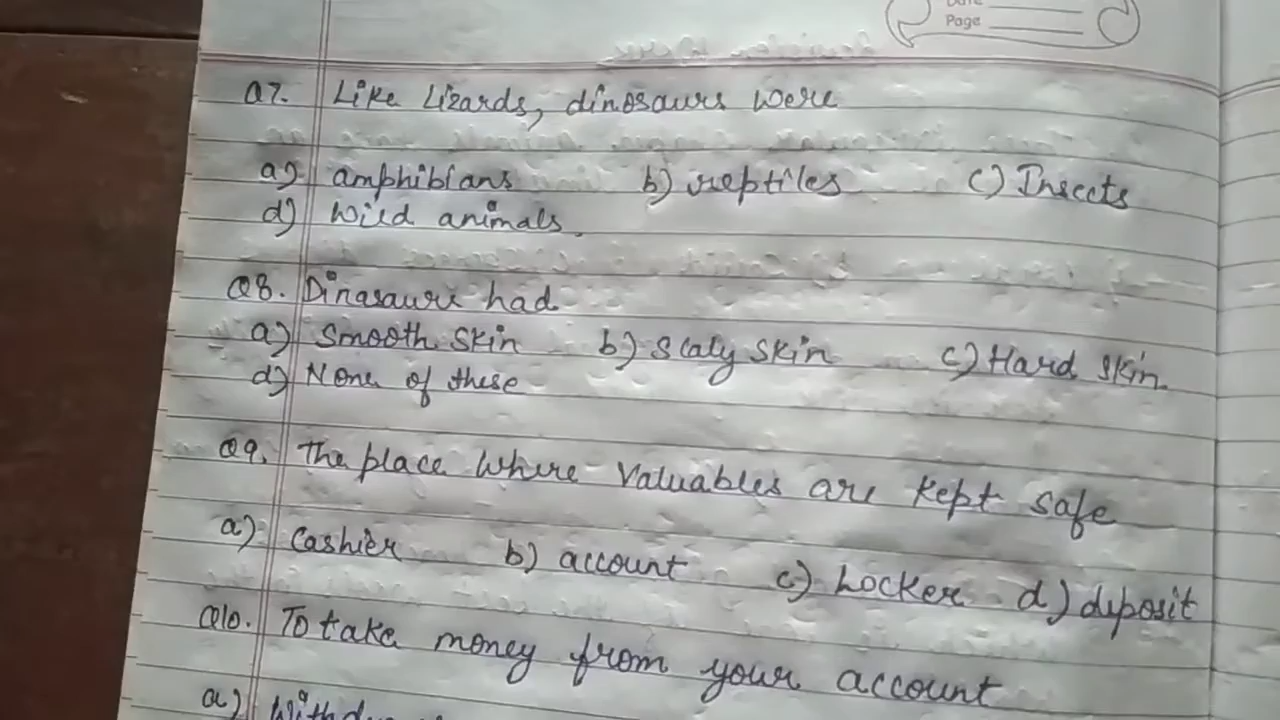 Page
Q7. Like Lizards, dinosaurs were
a) amphibians b) reptiles c) Insects
d) Wild animals.
Q8. Dinasaurs had
a) Smooth Skin b) Scaly Skin c) Hard Skin.
d) None of these
Q9. The place where Valuables are kept safe
a) Cashier b) account c) Locker d) deposit
Q10. To take money from your account
a)